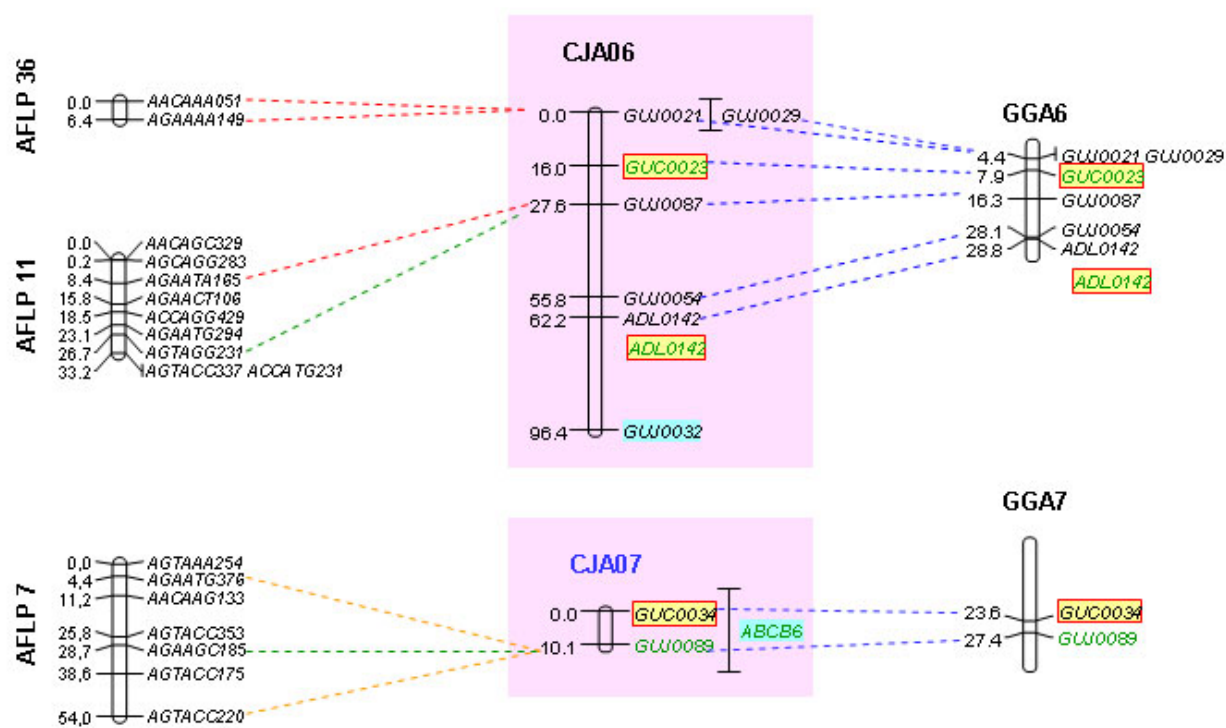 AFLP 36
0.0 AACAAA051
6.4 AGAAAA149
AFLP 11
0.0 AACAGC329
0.2 AGCAGG283
8.4 AGAATA165
15.8 AGAACT106
18.5 ACCAGG429
23.1 AGAATG294
26.7 AGTAGG231
33.2 AGTACC337 ACCATG231
CJA06
0.0 GUJ0021 GUJ0029
16.0 GUC0023
27.6 GUJ0087
55.8 GUJ0054
62.2 ADL0142
ADL0142
96.4 GUJ0032
GGA6
4.4 GUJ0021 GUJ0029
7.9 GUC0023
16.3 GUJ0087
28.1 GUJ0054
28.8 ADL0142
ADL0142
AFLP 7
0,0 AGTAAA254
4,4 AGAATG376
11,2 AACAAG133
25.8 AGTACC353
28,7 AGAAGC185
38,6 AGTACC175
54,0 AGTACC220
CJA07
0.0 GUC0034
10.1 GUJ0089
ABCB6
GGA7
23.6 GUC0034
27.4 GUJ0089